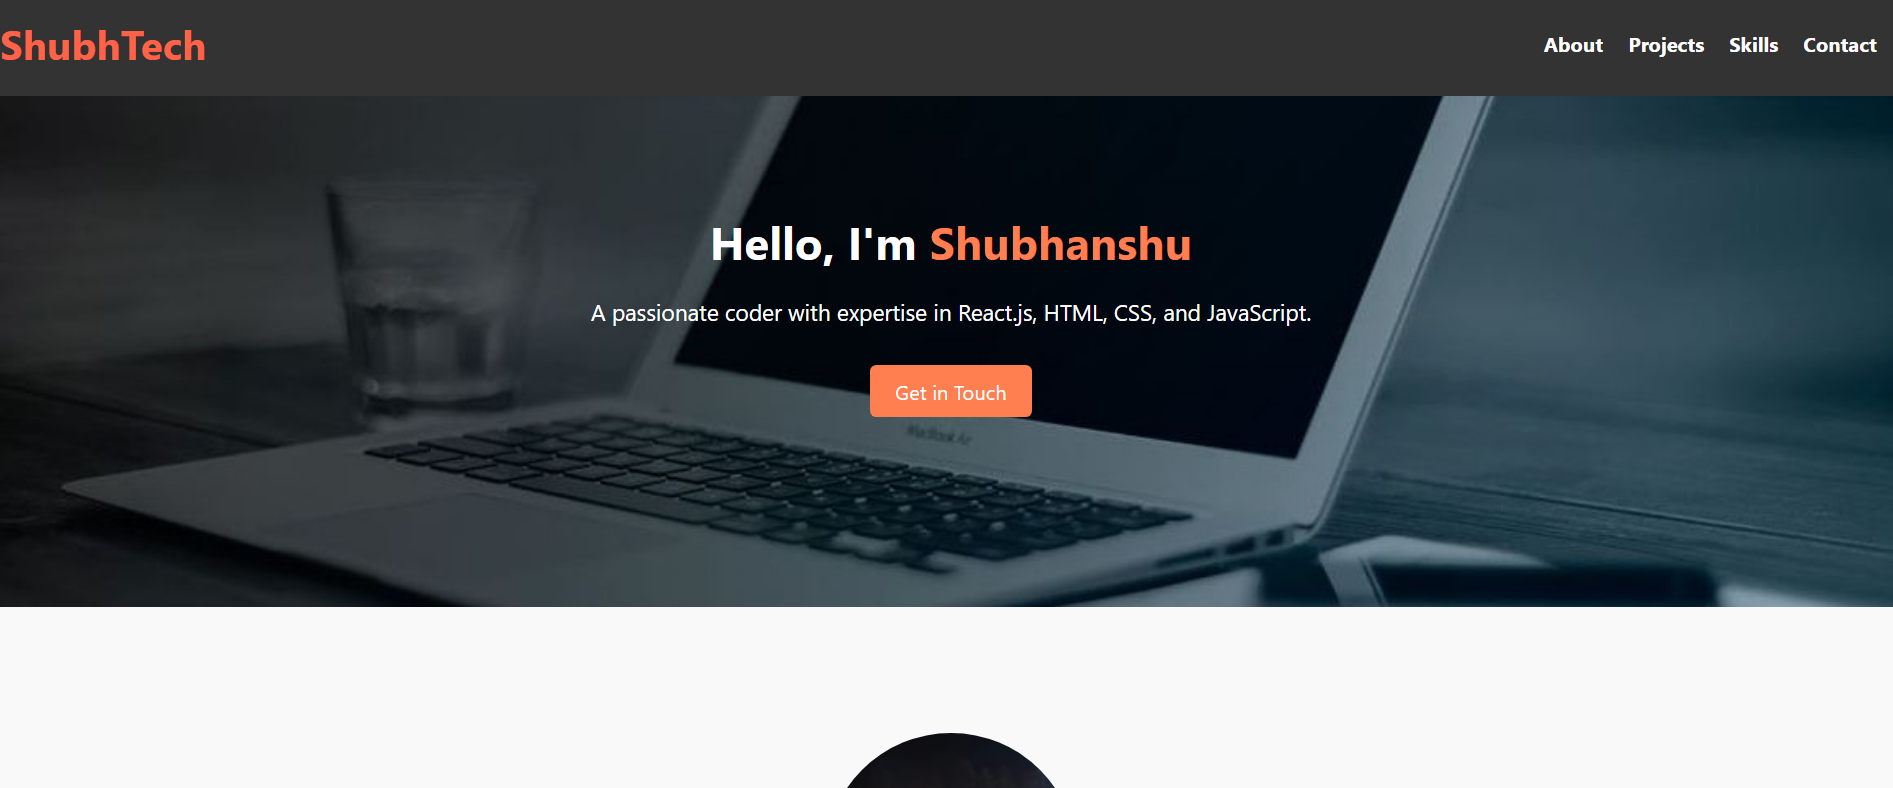 ShubhTech
About Projects Skills Contact
Hello, I'm Shubhanshu
A passionate coder with expertise in React.js, HTML, CSS, and JavaScript.
Get in Touch
MacBook Air